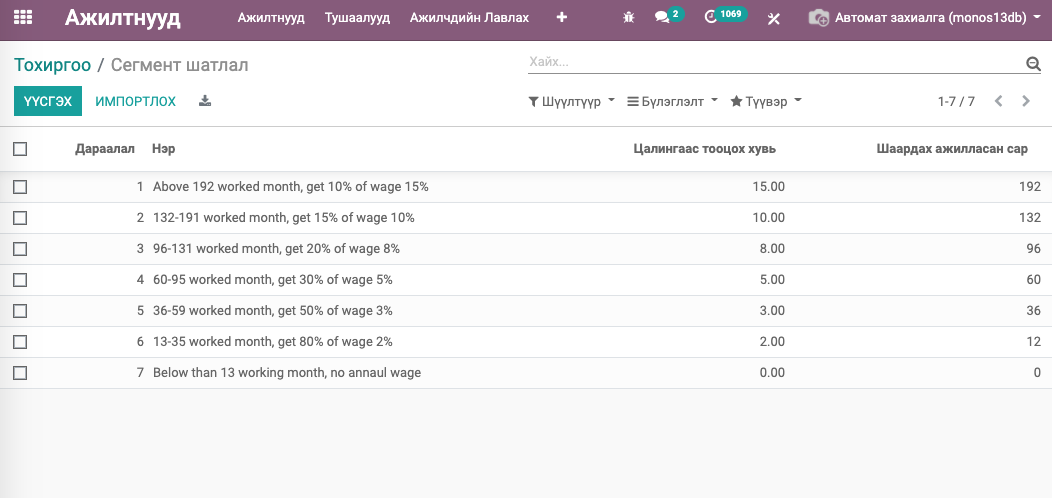 Ажилтнууд Ажилтнууд Тушаалууд Ажилчдийн Лавлах 2 1069 Автомат захиалга (monos13db)
Тохиргоо / Сегмент шатлал Хайх...
ҮҮСГЭХ ИМПОРТЛОХ Шүүлтүүр Бүлэглэлт Түүвэр 1-7 / 7
Дараалал Нэр Цалингаас тооцох хувь Шаардах ажилласан сар
1 Above 192 worked month, get 10% of wage 15% 15.00 192
2 132-191 worked month, get 15% of wage 10% 10.00 132
3 96-131 worked month, get 20% of wage 8% 8.00 96
4 60-95 worked month, get 30% of wage 5% 5.00 60
5 36-59 worked month, get 50% of wage 3% 3.00 36
6 13-35 worked month, get 80% of wage 2% 2.00 12
7 Below than 13 working month, no annaul wage 0.00 0